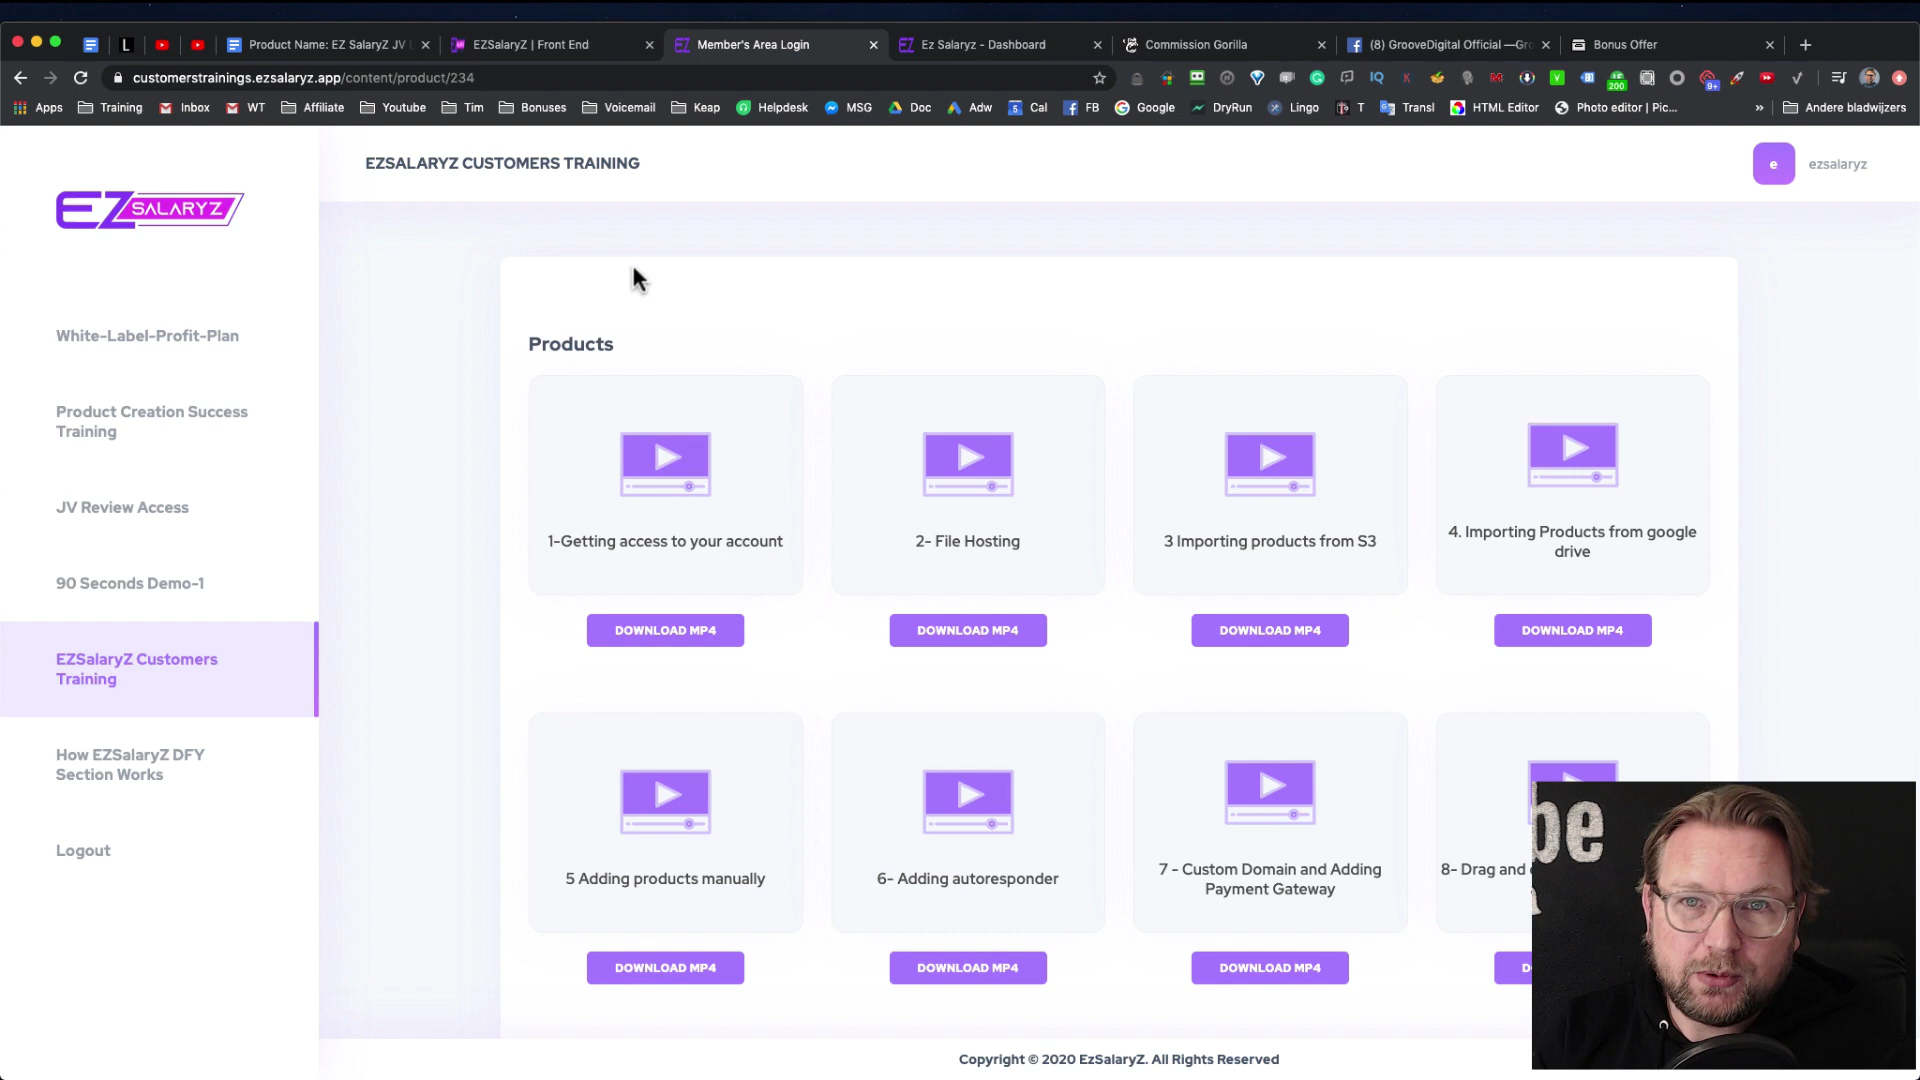 Product Name: EZ SalaryZ JV
EZSalaryZ | Front End
Member's Area Login
Ez Salaryz - Dashboard
Commission Gorilla
(8) GrooveDigital Official —Gro
Bonus Offer
customerstrainings.ezsalaryz.app/content/product/234
Apps
Training
Inbox
WT
Affiliate
Youtube
Tim
Bonuses
Voicemail
Keap
Helpdesk
MSG
Doc
Adw
Cal
FB
Google
DryRun
Lingo
T
Transl
HTML Editor
Photo editor | Pic...
Andere bladwijzers
EZSALARYZ CUSTOMERS TRAINING
e
ezsalaryz
EZ SALARYZ
White-Label-Profit-Plan
Product Creation Success
Training
JV Review Access
90 Seconds Demo-1
EZSalaryZ Customers
Training
How EZSalaryZ DFY
Section Works
Logout
Products
1-Getting access to your account
2- File Hosting
3 Importing products from S3
4. Importing Products from google
drive
DOWNLOAD MP4
DOWNLOAD MP4
DOWNLOAD MP4
DOWNLOAD MP4
5 Adding products manually
6- Adding autoresponder
7 - Custom Domain and Adding
Payment Gateway
8- Drag and
DOWNLOAD MP4
DOWNLOAD MP4
DOWNLOAD MP4
Copyright © 2020 EzSalaryZ. All Rights Reserved